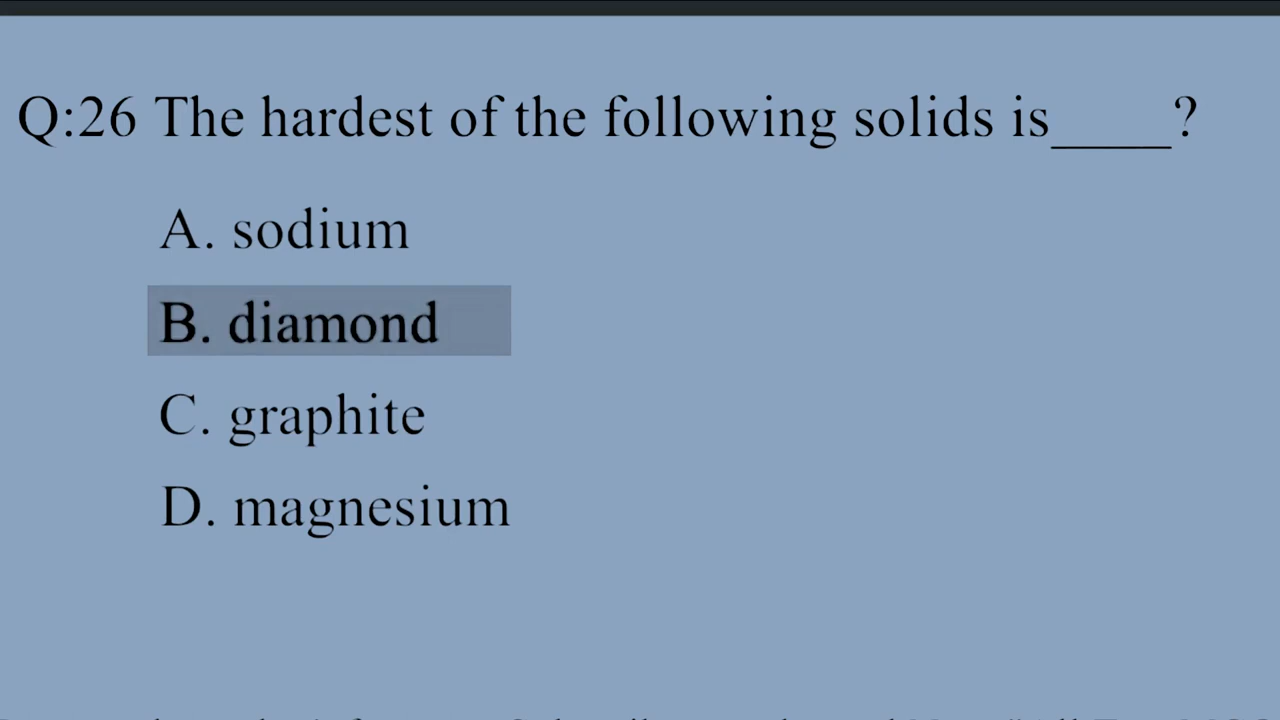 Q:26 The hardest of the following solids is____?
A. sodium
B. diamond
C. graphite
D. magnesium